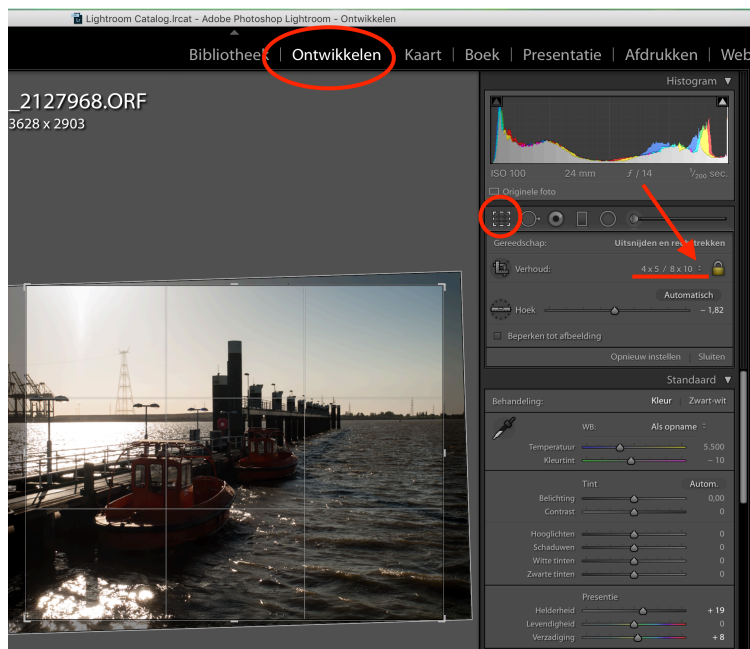 Lightroom Catalog.lrcat - Adobe Photoshop Lightroom - Ontwikkelen
Bibliotheek | Ontwikkelen | Kaart | Boek | Presentatie | Afdrukken | Web
_2127968.ORF
3628 x 2903
Histogram
ISO 100 24 mm ƒ / 14 1/200 sec.
Originele foto
Gereedschap: Uitsnijden en rechttrekken
Verhoud: 4 x 5 / 8 x 10
Automatisch
Hoek – 1,82
Beperken tot afbeelding
Opnieuw instellen | Sluiten
Standaard
Behandeling: Kleur | Zwart-wit
WB: Als opname
Temperatuur 5.500
Kleurtint – 10
Tint Autom.
Belichting 0,00
Contrast 0
Hooglichten 0
Schaduwen 0
Witte tinten 0
Zwarte tinten 0
Presentie
Helderheid + 19
Levendigheid 0
Verzadiging + 8